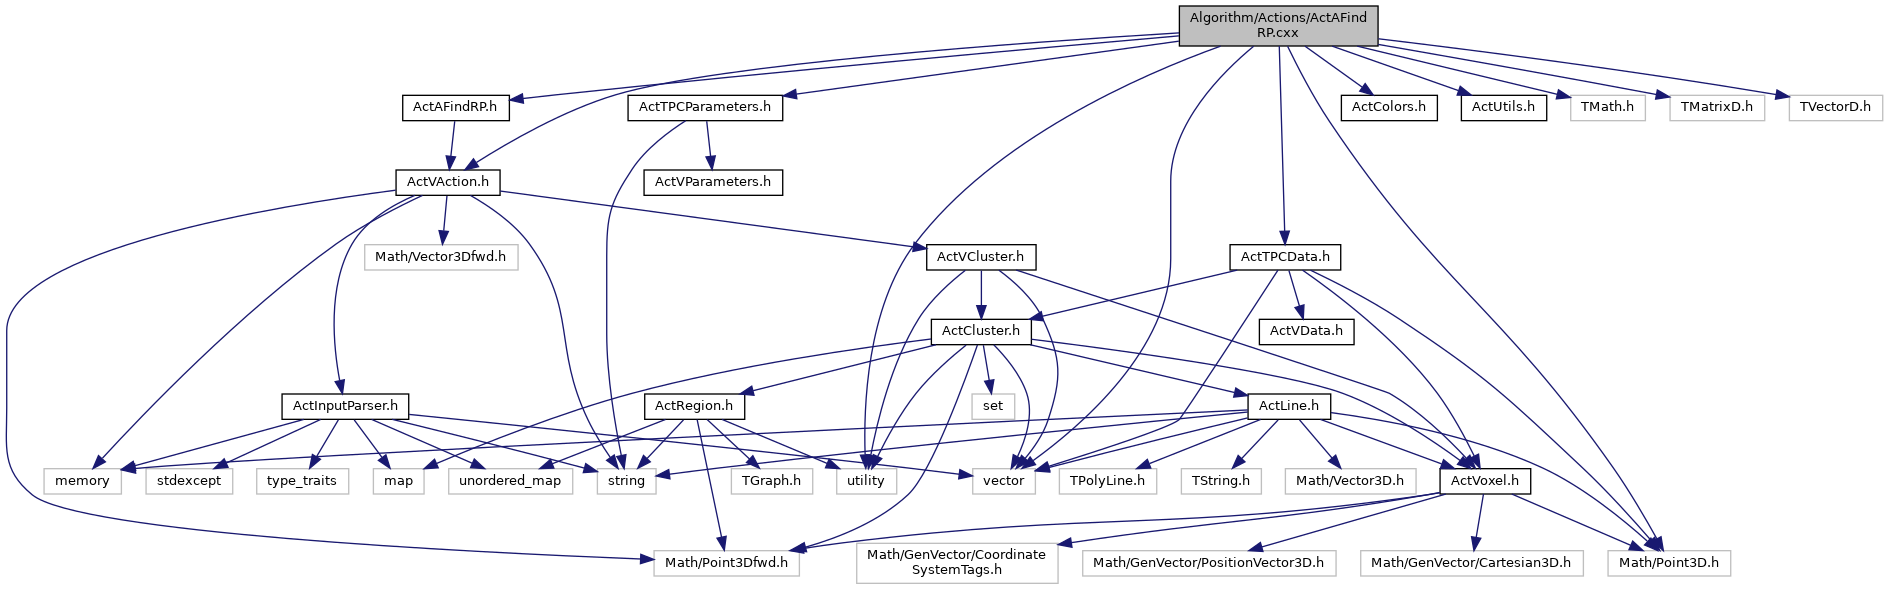 Algorithm/Actions/ActAFind
RP.cxx
ActAFindRP.h
ActTPCParameters.h
ActColors.h
ActUtils.h
TMath.h
TMatrixD.h
TVectorD.h
ActVAction.h
ActVParameters.h
Math/Vector3Dfwd.h
ActVCluster.h
ActTPCData.h
ActCluster.h
ActVData.h
ActInputParser.h
ActRegion.h
set
ActLine.h
memory
stdexcept
type_traits
map
unordered_map
string
TGraph.h
utility
vector
TPolyLine.h
TString.h
Math/Vector3D.h
ActVoxel.h
Math/Point3Dfwd.h
Math/GenVector/Coordinate
SystemTags.h
Math/GenVector/PositionVector3D.h
Math/GenVector/Cartesian3D.h
Math/Point3D.h